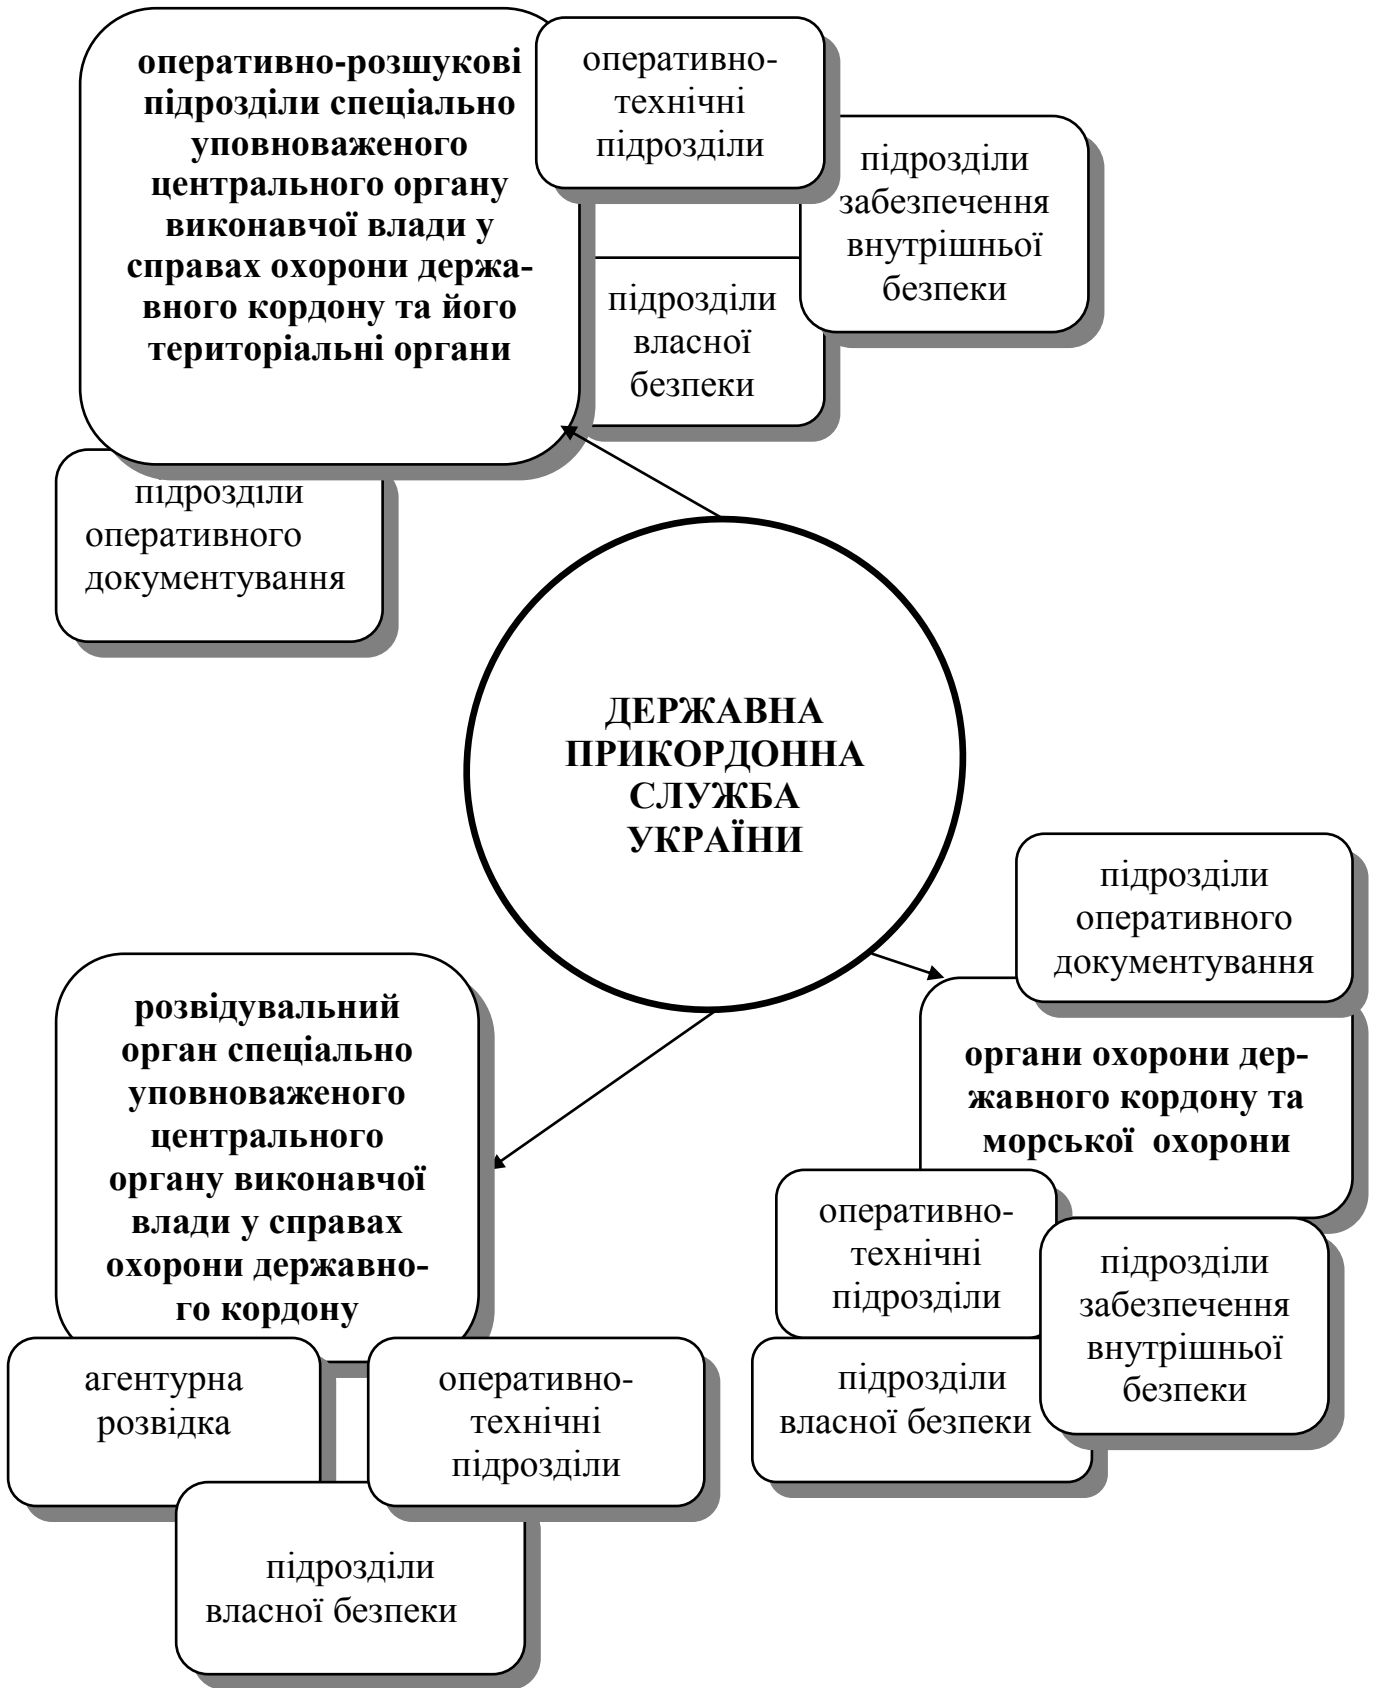 оперативно-розшукові
підрозділи спеціально
уповноваженого
центрального органу
виконавчої влади у
справах охорони держа-
вного кордону та його
територіальні органи
оперативно-
технічні
підрозділи
підрозділи
забезпечення
внутрішньої
безпеки
підрозділи
власної
безпеки
підрозділи
оперативного
документування
ДЕРЖАВНА
ПРИКОРДОННА
СЛУЖБА
УКРАЇНИ
підрозділи
оперативного
документування
органи охорони дер-
жавного кордону та
морської охорони
оперативно-
технічні
підрозділи
підрозділи
забезпечення
внутрішньої
безпеки
підрозділи
власної безпеки
розвідувальний
орган спеціально
уповноваженого
центрального
органу виконавчої
влади у справах
охорони державно-
го кордону
агентурна
розвідка
оперативно-
технічні
підрозділи
підрозділи
власної безпеки